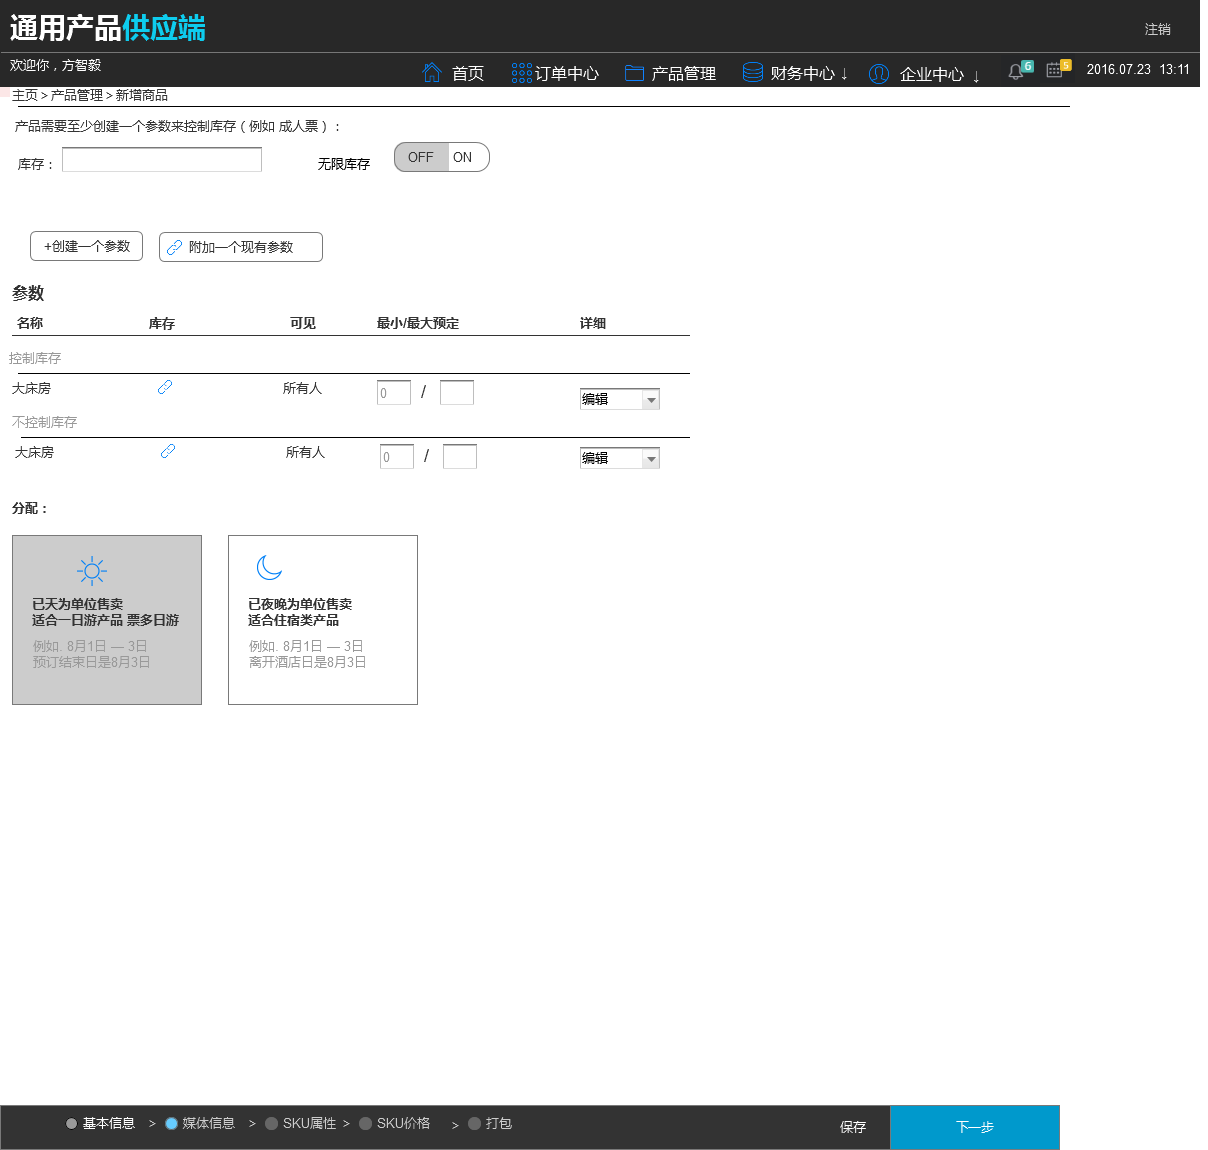 通用产品供应端
注销
欢迎你，方智毅
首页 订单中心 产品管理 财务中心 ↓ 企业中心 ↓ 6 5 2016.07.23 13:11
主页 > 产品管理 > 新增商品
产品需要至少创建一个参数来控制库存（例如 成人票）：
库存： 无限库存 OFF ON
+创建一个参数 附加一个现有参数
参数
名称 库存 可见 最小/最大预定 详细
控制库存
大床房 所有人 0 / 编辑
不控制库存
大床房 所有人 0 / 编辑
分配：
已天为单位售卖
适合一日游产品 票多日游
例如. 8月1日 — 3日
预订结束日是8月3日
已夜晚为单位售卖
适合住宿类产品
例如. 8月1日 — 3日
离开酒店日是8月3日
基本信息 > 媒体信息 > SKU属性 > SKU价格 > 打包 保存 下一步